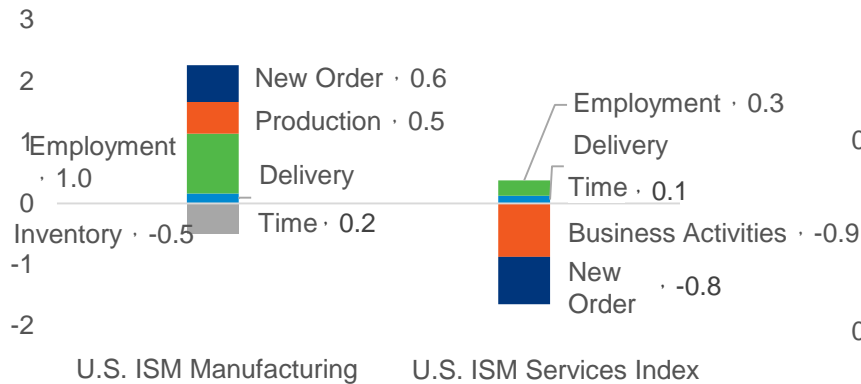 3
2
1
0
-1
-2
New Order , 0.6
Production , 0.5
Employment
, 1.0
Delivery
Time , 0.2
Inventory , -0.5
Employment , 0.3
Delivery
Time , 0.1
Business Activities , -0.9
New
Order , -0.8
0
0
U.S. ISM Manufacturing
U.S. ISM Services Index